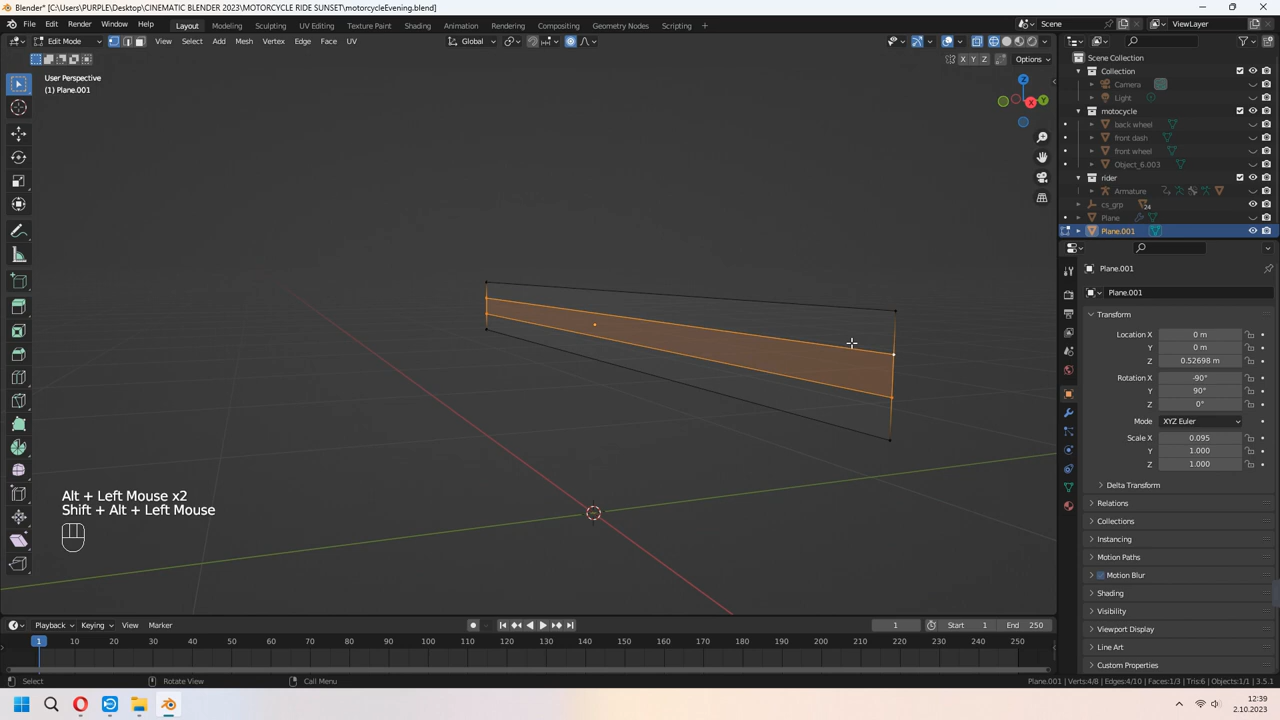 Blender* [C:\Users\PURPLE\Desktop\CINEMATIC BLENDER 2023\MOTORCYCLE RIDE SUNSET\motorcycleEvening.blend]
File Edit Render Window Help Layout Modeling Sculpting UV Editing Texture Paint Shading Animation Rendering Compositing Geometry Nodes Scripting + Scene ViewLayer
Edit Mode View Select Add Mesh Vertex Edge Face UV Global
X Y Z Options
User Perspective
(1) Plane.001
Z
Y
X
Scene Collection
Collection
Camera
Light
motocycle
back wheel
front dash
front wheel
Object_6.003
rider
Armature
cs_grp 24
Plane
Plane.001
Plane.001
Plane.001
Transform
Location X 0 m
Y 0 m
Z 0.52698 m
Rotation X -90°
Y 90°
Z 0°
Mode XYZ Euler
Scale X 0.095
Y 1.000
Z 1.000
Delta Transform
Relations
Collections
Instancing
Motion Paths
Motion Blur
Shading
Visibility
Viewport Display
Line Art
Custom Properties
Alt + Left Mouse x2
Shift + Alt + Left Mouse
Playback Keying View Marker 1 Start 1 End 250
1 10 20 30 40 50 60 70 80 90 100 110 120 130 140 150 160 170 180 190 200 210 220 230 240 250
Select Rotate View Call Menu Plane.001 | Verts:4/8 | Edges:4/10 | Faces:1/3 | Tris:6 | Objects:1/1 | 3.5.1
12:39
2.10.2023